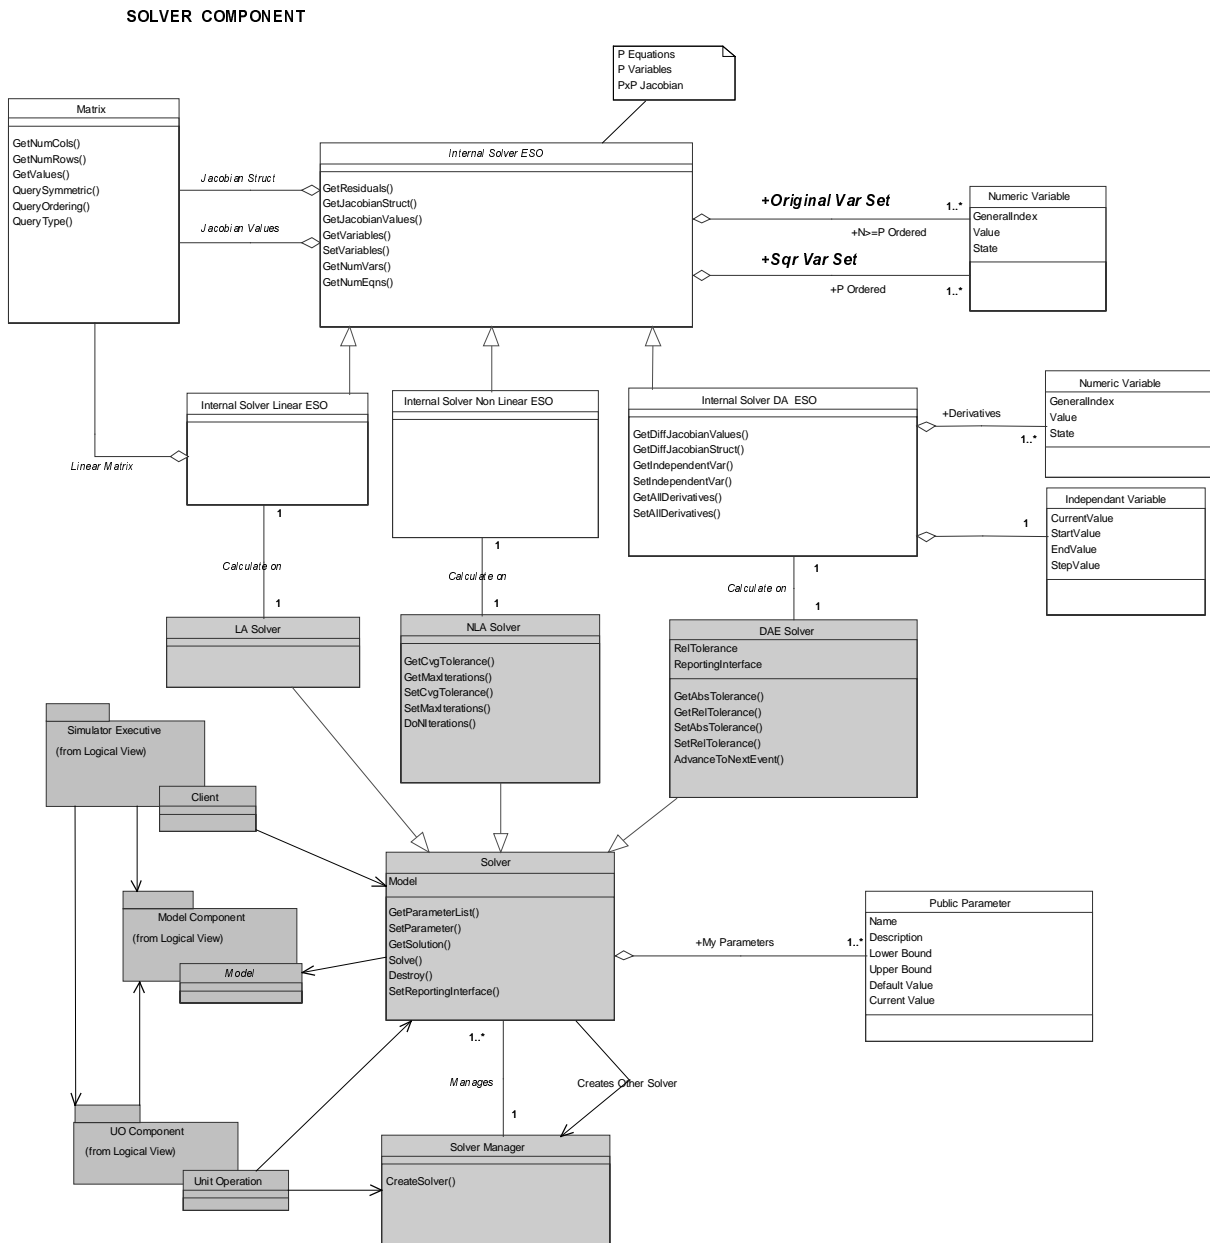 SOLVER COMPONENT
P Equations
P Variables
PxP Jacobian
Matrix
GetNumCols()
GetNumRows()
GetValues()
QuerySymmetric()
QueryOrdering()
QueryType()
Jacobian Struct
Jacobian Values
Internal Solver ESO
GetResiduals()
GetJacobianStruct()
GetJacobianValues()
GetVariables()
SetVariables()
GetNumVars()
GetNumEqns()
+Original Var Set
1..*
+N>=P Ordered
+Sqr Var Set
+P Ordered
1..*
Numeric Variable
GeneralIndex
Value
State
Linear Matrix
Internal Solver Linear ESO
1
Calculate on
1
Internal Solver Non Linear ESO
1
Calculate on
1
Internal Solver DA ESO
GetDiffJacobianValues()
GetDiffJacobianStruct()
GetIndependentVar()
SetIndependentVar()
GetAllDerivatives()
SetAllDerivatives()
1
Calculate on
1
+Derivatives
1..*
Numeric Variable
GeneralIndex
Value
State
1
Independant Variable
CurrentValue
StartValue
EndValue
StepValue
LA Solver
NLA Solver
GetCvgTolerance()
GetMaxIterations()
SetCvgTolerance()
SetMaxIterations()
DoNIterations()
DAE Solver
RelTolerance
ReportingInterface
GetAbsTolerance()
GetRelTolerance()
SetAbsTolerance()
SetRelTolerance()
AdvanceToNextEvent()
Simulator Executive
(from Logical View)
Client
Model Component
(from Logical View)
Model
Solver
Model
GetParameterList()
SetParameter()
GetSolution()
Solve()
Destroy()
SetReportingInterface()
+My Parameters
1..*
Public Parameter
Name
Description
Lower Bound
Upper Bound
Default Value
Current Value
1..*
Manages
1
Creates Other Solver
UO Component
(from Logical View)
Unit Operation
Solver Manager
CreateSolver()